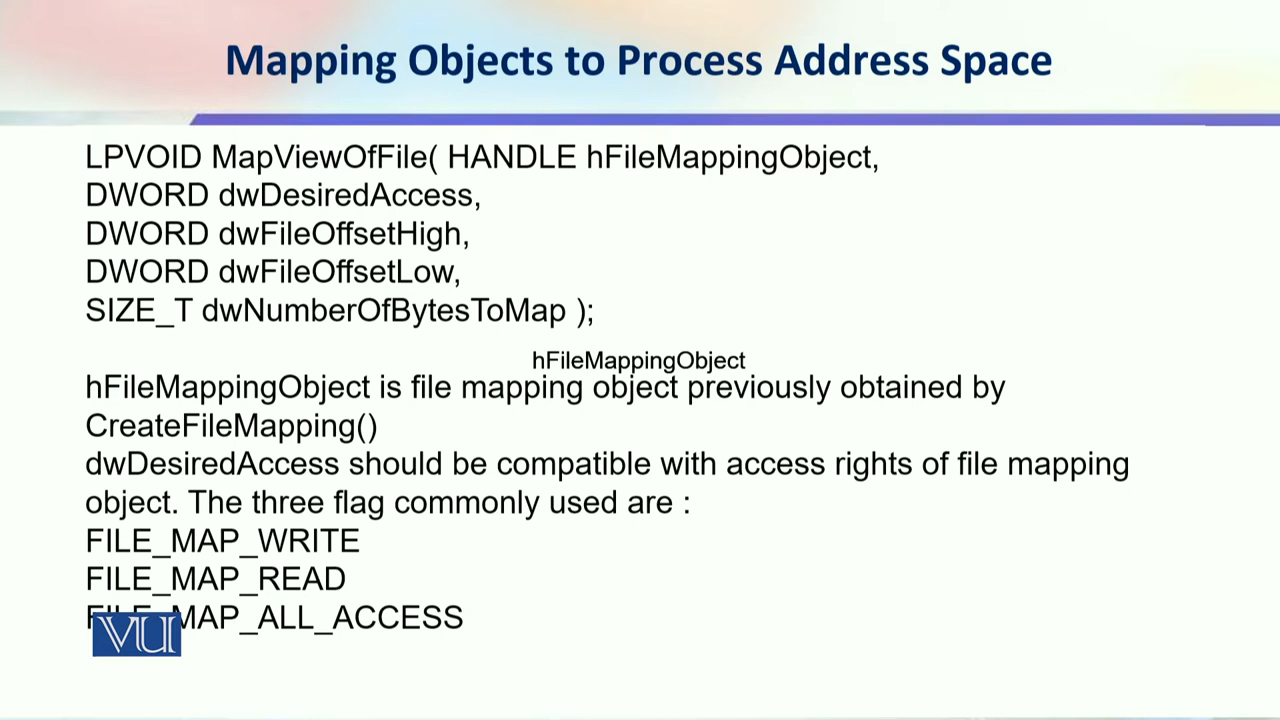 Mapping Objects to Process Address Space
LPVOID MapViewOfFile( HANDLE hFileMappingObject,
DWORD dwDesiredAccess,
DWORD dwFileOffsetHigh,
DWORD dwFileOffsetLow,
SIZE_T dwNumberOfBytesToMap );
hFileMappingObject
hFileMappingObject is file mapping object previously obtained by
CreateFileMapping()
dwDesiredAccess should be compatible with access rights of file mapping
object. The three flag commonly used are :
FILE_MAP_WRITE
FILE_MAP_READ
FILE_MAP_ALL_ACCESS
VU